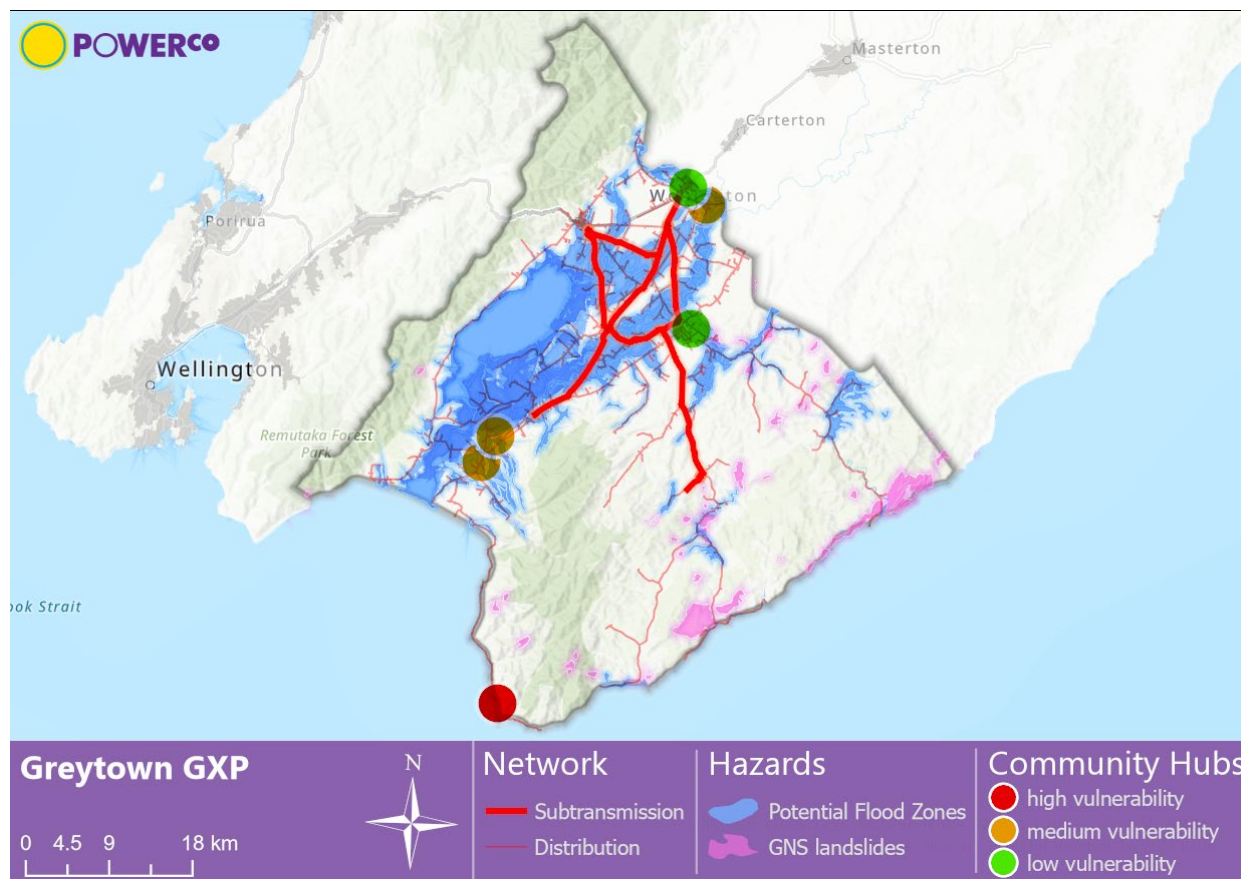 POWERCO
Masterton
Carterton
Porirua
Wellington
Remutaka Forest
Park
ook Strait
Greytown GXP
N
0 4.5 9 18 km
Network
Subtransmission
Distribution
Hazards
Potential Flood Zones
GNS landslides
Community Hubs
high vulnerability
medium vulnerability
low vulnerability